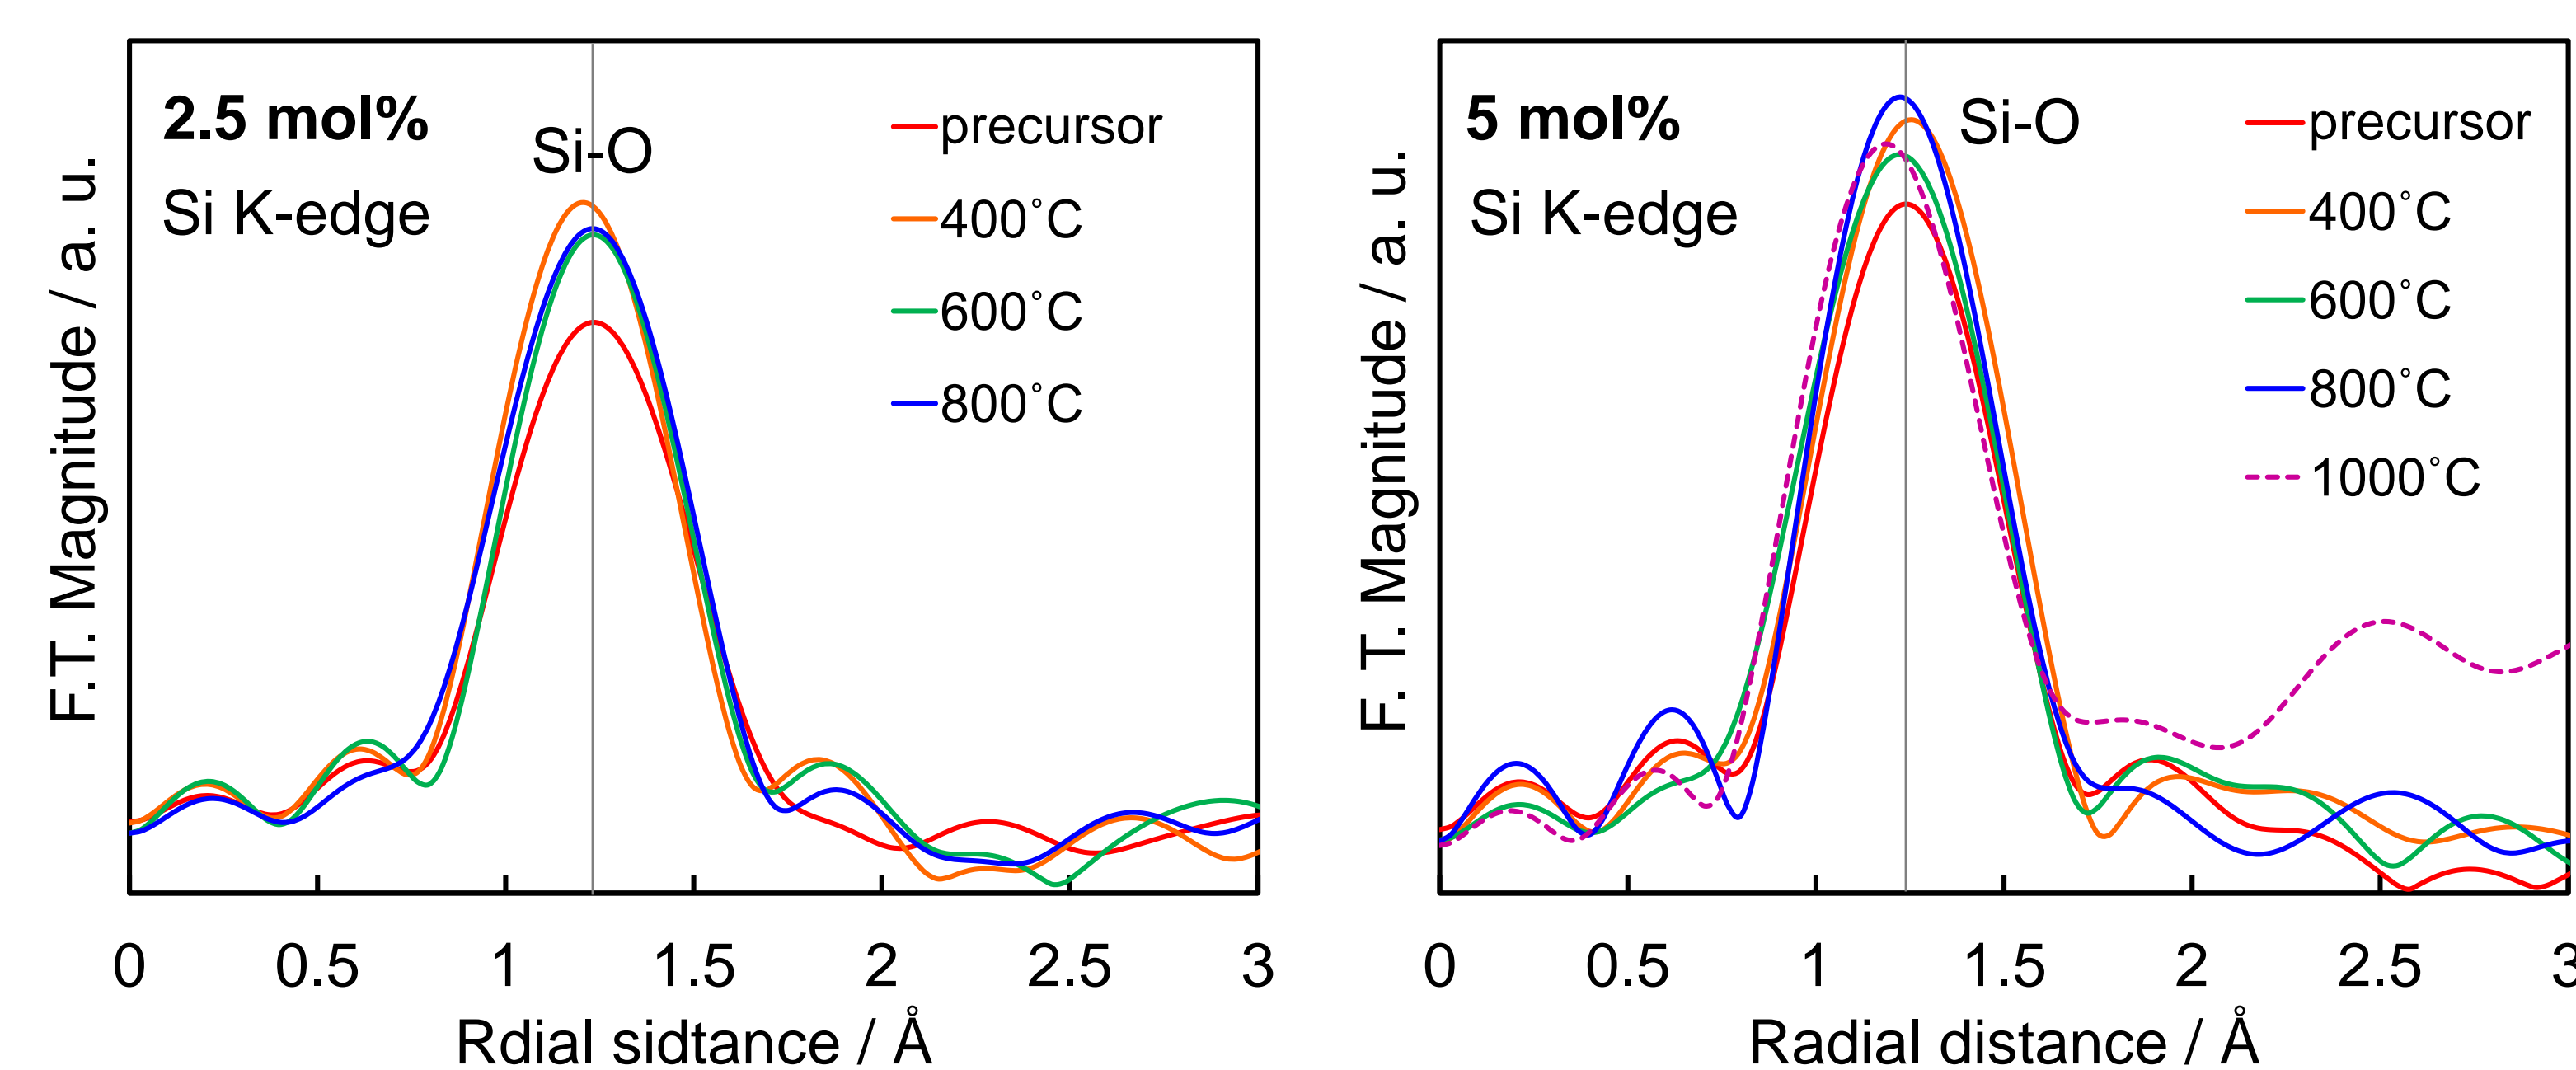 2.5 mol%
Si K-edge
Si-O
precursor
400˚C
600˚C
800˚C
F.T. Magnitude / a. u.
0 0.5 1 1.5 2 2.5 3
Rdial sidtance / Å
5 mol%
Si K-edge
Si-O
precursor
400˚C
600˚C
800˚C
1000˚C
F. T. Magnitude / a. u.
0 0.5 1 1.5 2 2.5 3
Radial distance / Å